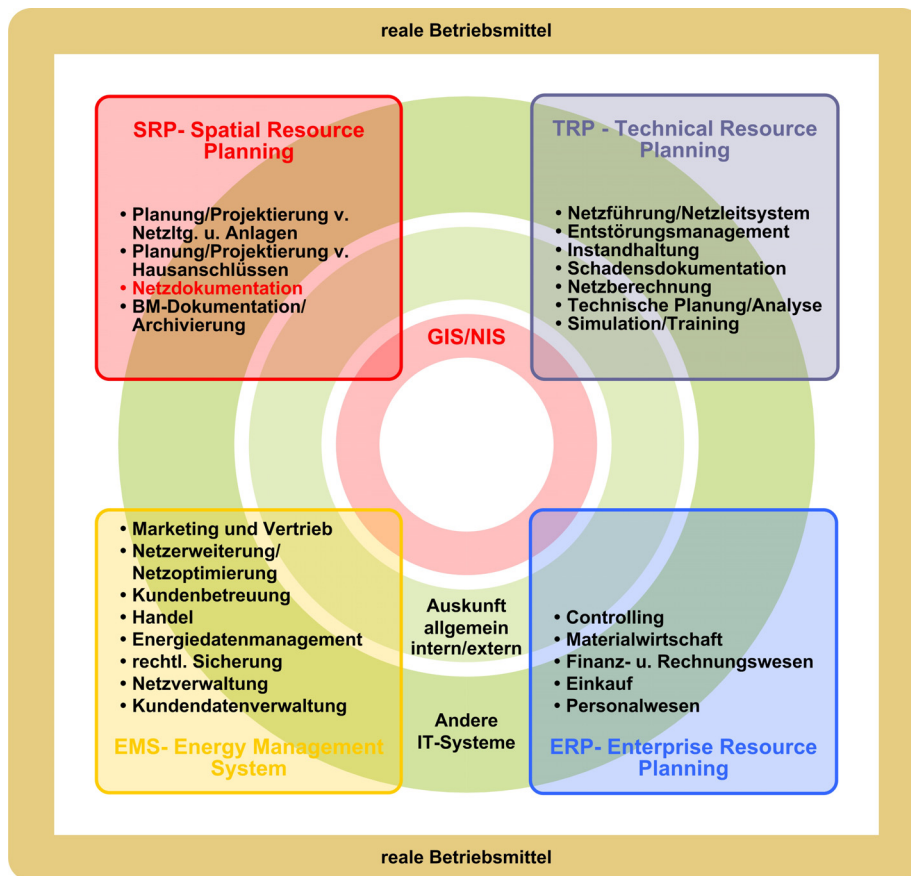 reale Betriebsmittel
SRP- Spatial Resource
Planning
• Planung/Projektierung v.
Netzltg. u. Anlagen
• Planung/Projektierung v.
Hausanschlüssen
• Netzdokumentation
• BM-Dokumentation/
Archivierung
TRP - Technical Resource
Planning
• Netzführung/Netzleitsystem
• Entstörungsmanagement
• Instandhaltung
• Schadensdokumentation
• Netzberechnung
• Technische Planung/Analyse
• Simulation/Training
GIS/NIS
• Marketing und Vertrieb
• Netzerweiterung/
Netzoptimierung
• Kundenbetreuung
• Handel
• Energiedatenmanagement
• rechtl. Sicherung
• Netzverwaltung
• Kundendatenverwaltung
EMS- Energy Management
System
Auskunft
allgemein
intern/extern
Andere
IT-Systeme
• Controlling
• Materialwirtschaft
• Finanz- u. Rechnungswesen
• Einkauf
• Personalwesen
ERP- Enterprise Resource
Planning
reale Betriebsmittel